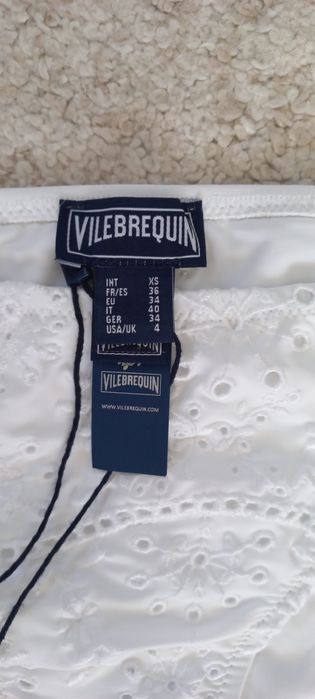 VILEBREQUIN
INT XS
FR/ES 36
EU 34
IT 40
GER 34
USA/UK 4
VILEBREQUIN
VILEBREQUIN
WWW.VILEBREQUIN.COM